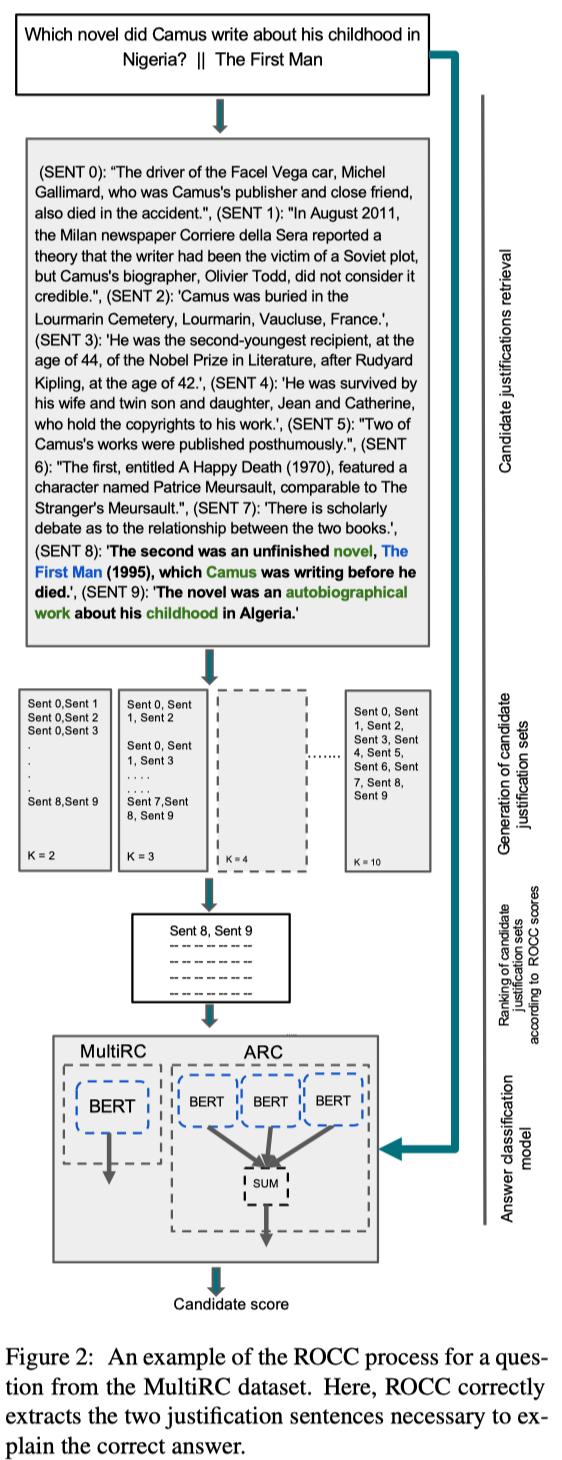 Which novel did Camus write about his childhood in
Nigeria? || The First Man
(SENT 0): "The driver of the Facel Vega car, Michel
Gallimard, who was Camus's publisher and close friend,
also died in the accident.", (SENT 1): "In August 2011,
the Milan newspaper Corriere della Sera reported a
theory that the writer had been the victim of a Soviet plot,
but Camus's biographer, Olivier Todd, did not consider it
credible.", (SENT 2): 'Camus was buried in the
Lourmarin Cemetery, Lourmarin, Vaucluse, France.',
(SENT 3): 'He was the second-youngest recipient, at the
age of 44, of the Nobel Prize in Literature, after Rudyard
Kipling, at the age of 42.', (SENT 4): 'He was survived by
his wife and twin son and daughter, Jean and Catherine,
who hold the copyrights to his work.', (SENT 5): "Two of
Camus's works were published posthumously.", (SENT
6): "The first, entitled A Happy Death (1970), featured a
character named Patrice Meursault, comparable to The
Stranger's Meursault.", (SENT 7): 'There is scholarly
debate as to the relationship between the two books.',
(SENT 8): 'The second was an unfinished novel, The
First Man (1995), which Camus was writing before he
died.', (SENT 9): 'The novel was an autobiographical
work about his childhood in Algeria.'
Candidate justifications retrieval
Sent 0,Sent 1
Sent 0,Sent 2
Sent 0,Sent 3
.
.
.
.
Sent 8,Sent 9
K = 2
Sent 0, Sent
1, Sent 2
Sent 0, Sent
1, Sent 3
. . . .
. . . .
Sent 7,Sent
8, Sent 9
K = 3
K = 4
.......
Sent 0, Sent
1, Sent 2,
Sent 3, Sent
4, Sent 5,
Sent 6, Sent
7, Sent 8,
Sent 9
K = 10
Generation of candidate
justification sets
Sent 8, Sent 9
Ranking of candidate
justification sets
according to ROCC scores
MultiRC
ARC
BERT
BERT
BERT
BERT
SUM
Answer classification
model
Candidate score
Figure 2: An example of the ROCC process for a ques-
tion from the MultiRC dataset. Here, ROCC correctly
extracts the two justification sentences necessary to ex-
plain the correct answer.